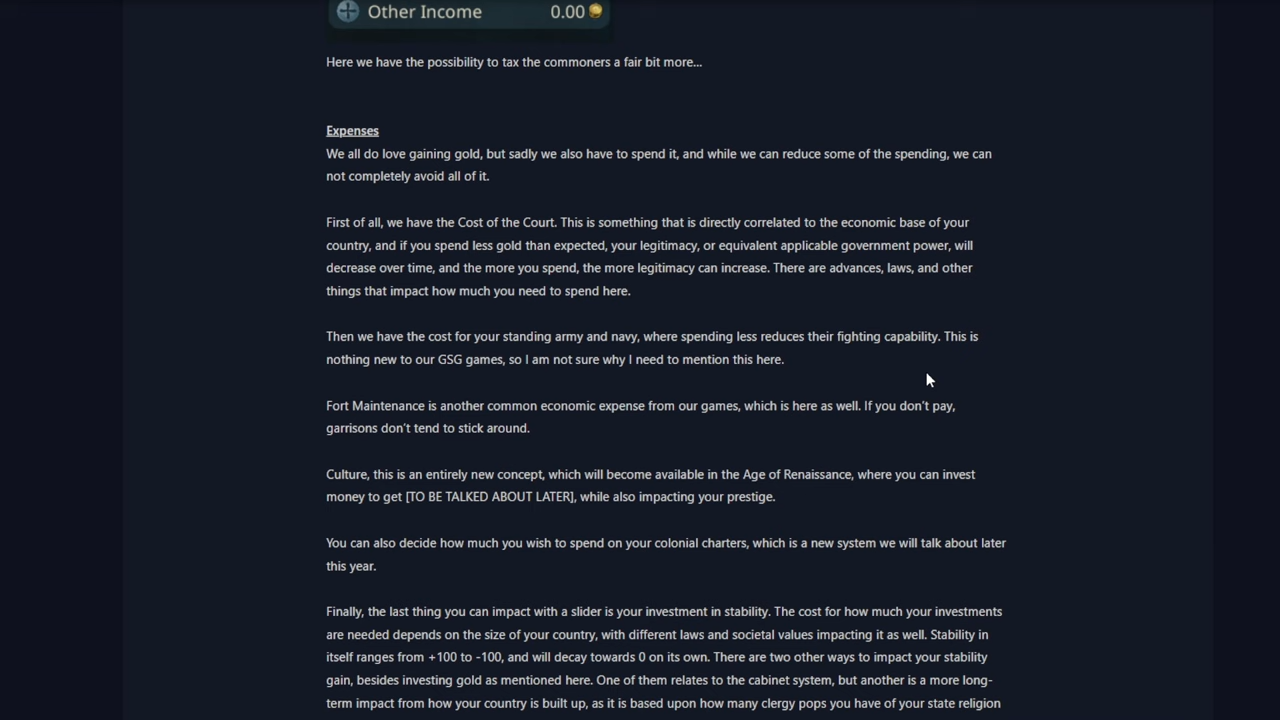 Other Income 0.00
Here we have the possibility to tax the commoners a fair bit more...
Expenses
We all do love gaining gold, but sadly we also have to spend it, and while we can reduce some of the spending, we can
not completely avoid all of it.
First of all, we have the Cost of the Court. This is something that is directly correlated to the economic base of your
country, and if you spend less gold than expected, your legitimacy, or equivalent applicable government power, will
decrease over time, and the more you spend, the more legitimacy can increase. There are advances, laws, and other
things that impact how much you need to spend here.
Then we have the cost for your standing army and navy, where spending less reduces their fighting capability. This is
nothing new to our GSG games, so I am not sure why I need to mention this here.
Fort Maintenance is another common economic expense from our games, which is here as well. If you don't pay,
garrisons don't tend to stick around.
Culture, this is an entirely new concept, which will become available in the Age of Renaissance, where you can invest
money to get [TO BE TALKED ABOUT LATER], while also impacting your prestige.
You can also decide how much you wish to spend on your colonial charters, which is a new system we will talk about later
this year.
Finally, the last thing you can impact with a slider is your investment in stability. The cost for how much your investments
are needed depends on the size of your country, with different laws and societal values impacting it as well. Stability in
itself ranges from +100 to -100, and will decay towards 0 on its own. There are two other ways to impact your stability
gain, besides investing gold as mentioned here. One of them relates to the cabinet system, but another is a more long-
term impact from how your country is built up, as it is based upon how many clergy pops you have of your state religion